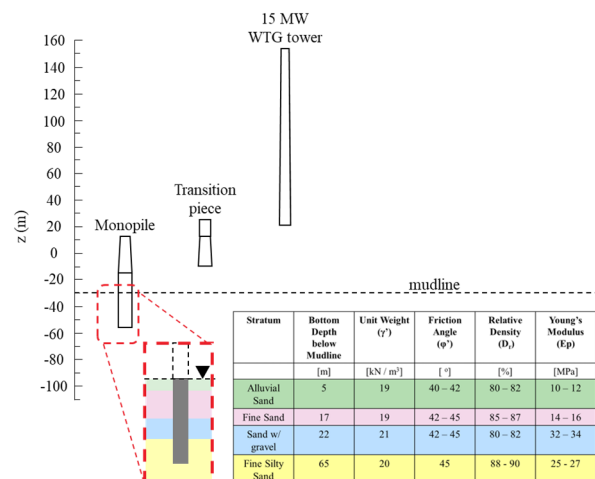 15 MW
WTG tower
160
140
120
100
80
60
40
20
0
-20
-40
-60
-80
-100
z (m)
Transition
piece
Monopile
mudline
Stratum Bottom Depth below Mudline Unit Weight (γ') Friction Angle (φ') Relative Density (Dr) Young's Modulus (Ep)
[m] [kN / m³] [ °] [%] [MPa]
Alluvial Sand 5 19 40 – 42 80 – 82 10 – 12
Fine Sand 17 19 42 – 45 85 – 87 14 – 16
Sand w/ gravel 22 21 42 – 45 80 – 82 32 – 34
Fine Silty Sand 65 20 45 88 - 90 25 - 27